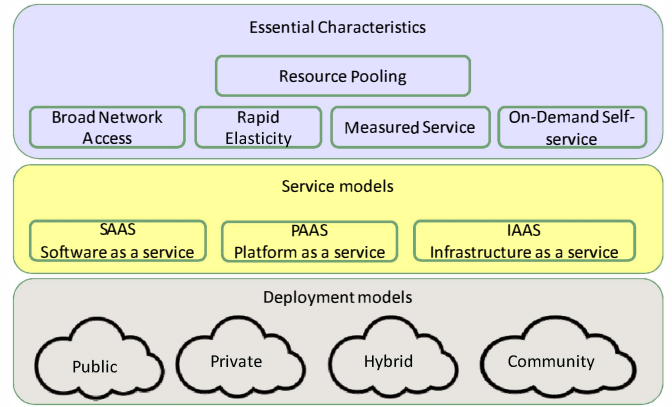 Essential Characteristics
Resource Pooling
Broad Network
Access
Rapid
Elasticity
Measured Service
On-Demand Self-
service
Service models
SAAS
Software as a service
PAAS
Platform as a service
IAAS
Infrastructure as a service
Deployment models
Public
Private
Hybrid
Community